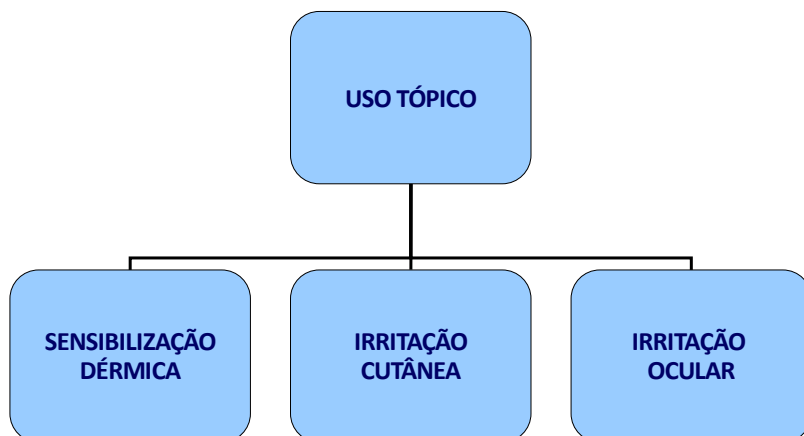 USO TÓPICO
SENSIBILIZAÇÃO
DÉRMICA
IRRITAÇÃO
CUTÂNEA
IRRITAÇÃO
OCULAR